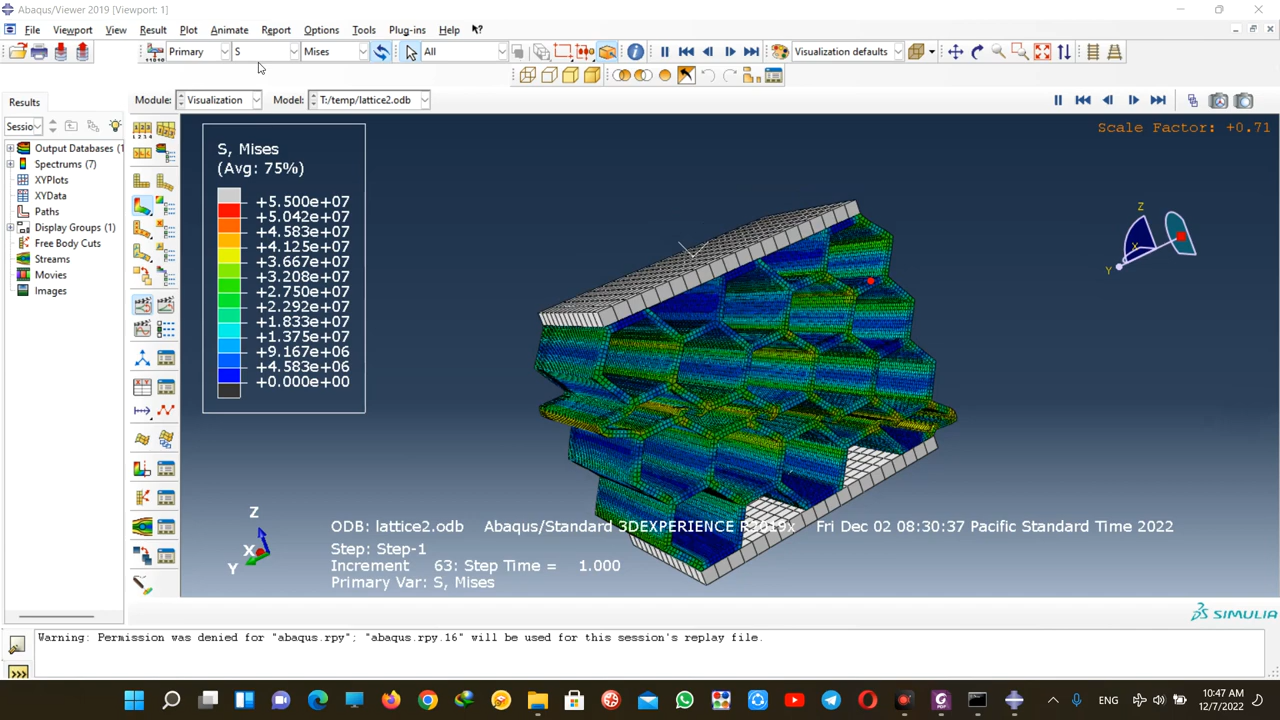 Abaqus/Viewer 2019 [Viewport: 1]
File Viewport View Result Plot Animate Report Options Tools Plug-ins Help
Primary S Mises All Visualization defaults
Results Module: Visualization Model: T:/temp/lattice2.odb
Sessio
Output Databases (1
Spectrums (7)
XYPlots
XYData
Paths
Display Groups (1)
Free Body Cuts
Streams
Movies
Images
Scale Factor: +0.71
S, Mises
(Avg: 75%)
+5.500e+07
+5.042e+07
+4.583e+07
+4.125e+07
+3.667e+07
+3.208e+07
+2.750e+07
+2.292e+07
+1.833e+07
+1.375e+07
+9.167e+06
+4.583e+06
+0.000e+00
Z
X
Y
Z
X
Y
ODB: lattice2.odb Abaqus/Standard 3DEXPERIENCE R2019x Fri Dec 02 08:30:37 Pacific Standard Time 2022
Step: Step-1
Increment 63: Step Time = 1.000
Primary Var: S, Mises
SIMULIA
Warning: Permission was denied for "abaqus.rpy"; "abaqus.rpy.16" will be used for this session's replay file.
ENG
10:47 AM
12/7/2022